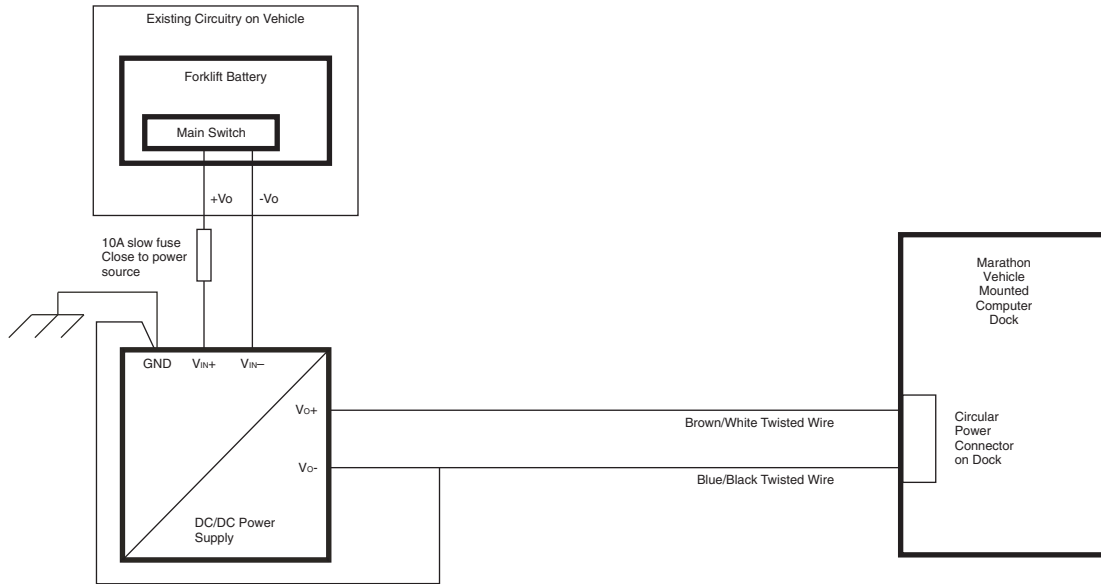 Existing Circuitry on Vehicle
Forklift Battery
Main Switch
+Vo
-Vo
10A slow fuse
Close to power
source
GND
VIN+
VIN–
VO+
VO-
DC/DC Power
Supply
Brown/White Twisted Wire
Blue/Black Twisted Wire
Marathon
Vehicle
Mounted
Computer
Dock
Circular
Power
Connector
on Dock